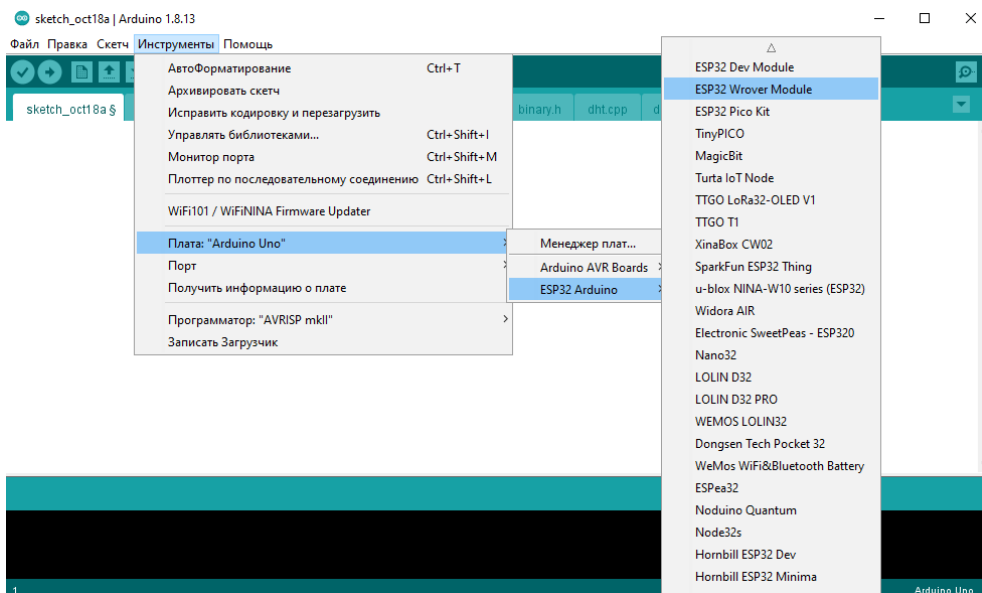 sketch_oct18a | Arduino 1.8.13
Файл Правка Скетч Инструменты Помощь
sketch_oct18a §
binary.h
dht.cpp
d
АвтоФорматирование Ctrl+T
Архивировать скетч
Исправить кодировку и перезагрузить
Управлять библиотеками... Ctrl+Shift+I
Монитор порта Ctrl+Shift+M
Плоттер по последовательному соединению Ctrl+Shift+L
WiFi101 / WiFiNINA Firmware Updater
Плата: "Arduino Uno"
Порт
Получить информацию о плате
Программатор: "AVRISP mkII"
Записать Загрузчик
Менеджер плат...
Arduino AVR Boards
ESP32 Arduino
ESP32 Dev Module
ESP32 Wrover Module
ESP32 Pico Kit
TinyPICO
MagicBit
Turta IoT Node
TTGO LoRa32-OLED V1
TTGO T1
XinaBox CW02
SparkFun ESP32 Thing
u-blox NINA-W10 series (ESP32)
Widora AIR
Electronic SweetPeas - ESP320
Nano32
LOLIN D32
LOLIN D32 PRO
WEMOS LOLIN32
Dongsen Tech Pocket 32
WeMos WiFi&Bluetooth Battery
ESPea32
Noduino Quantum
Node32s
Hornbill ESP32 Dev
Hornbill ESP32 Minima
1
Arduino Uno